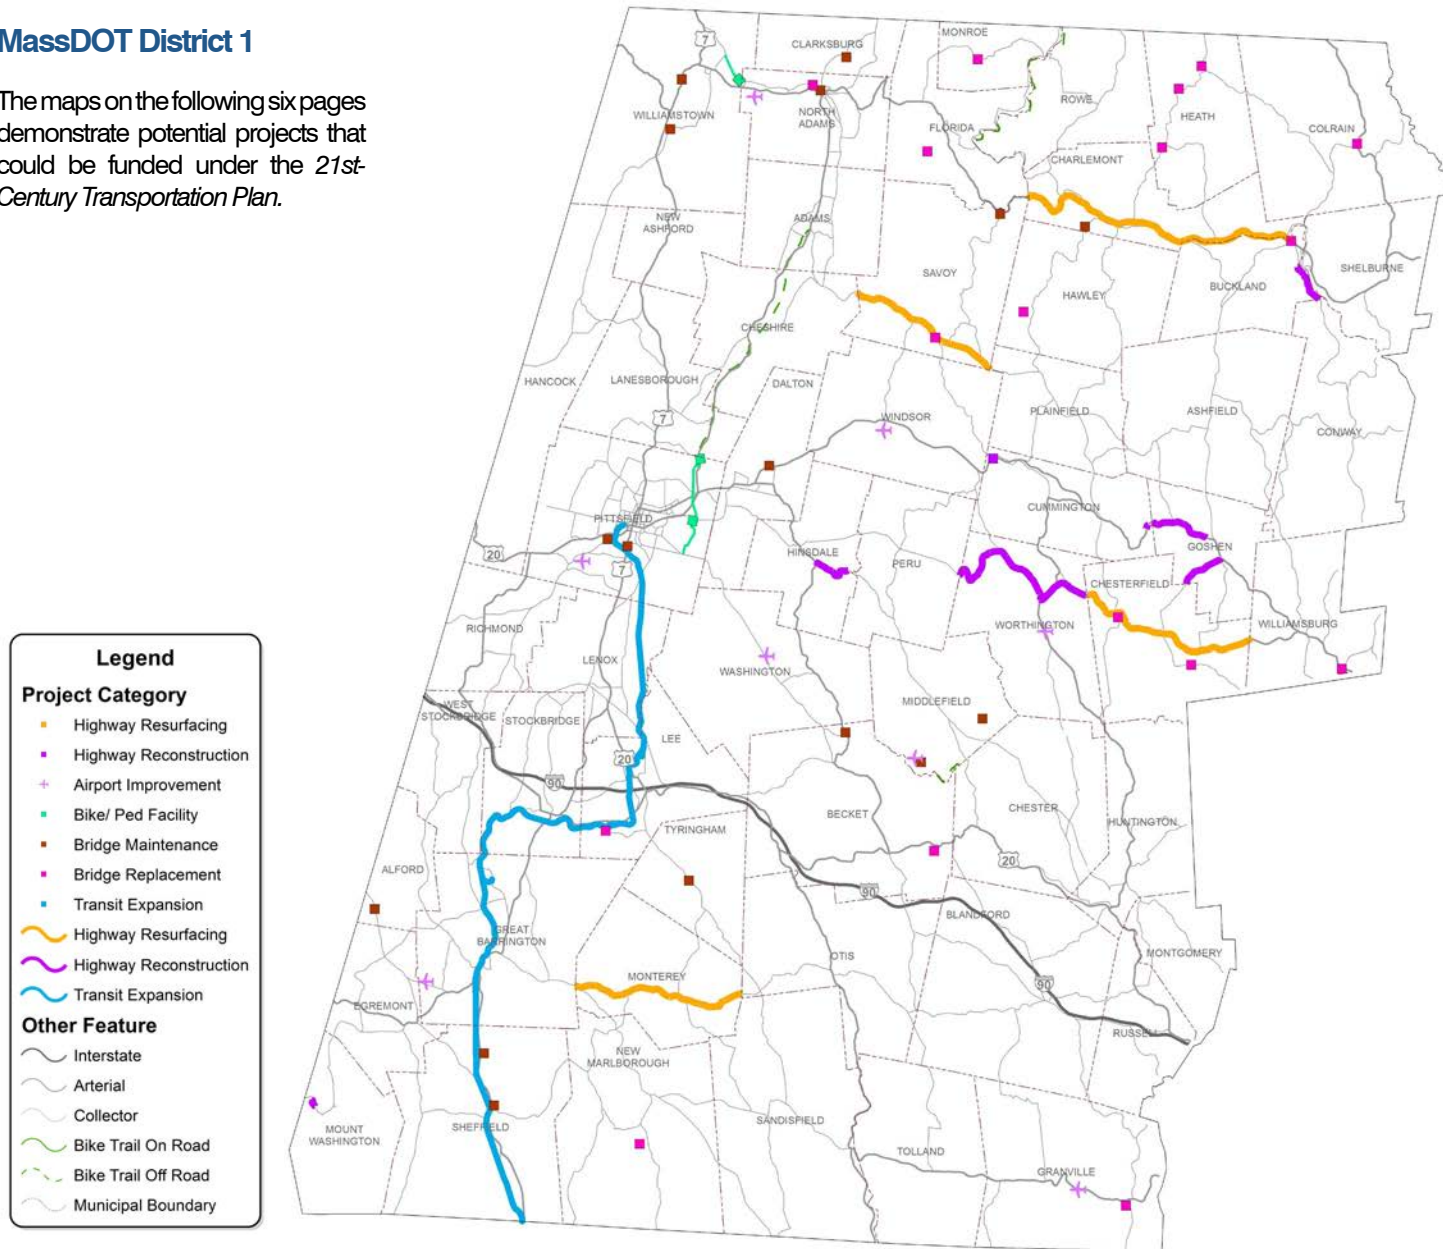 MassDOT District 1
The maps on the following six pages
demonstrate potential projects that
could be funded under the 21st-
Century Transportation Plan.
7
CLARKSBURG
MONROE
WILLIAMSTOWN
NORTH
ADAMS
FLORIDA
ROWE
HEATH
COLRAIN
CHARLEMONT
NEW
ASHFORD
ADAMS
SAVOY
HAWLEY
BUCKLAND
SHELBURNE
CHESHIRE
HANCOCK
LANESBOROUGH
DALTON
7
WINDSOR
PLAINFIELD
ASHFIELD
CONWAY
CUMMINGTON
PITTSFIELD
20
7
HINSDALE
PERU
GOSHEN
CHESTERFIELD
RICHMOND
WORTHINGTON
WILLIAMSBURG
LENOX
WASHINGTON
MIDDLEFIELD
WEST
STOCKBRIDGE
STOCKBRIDGE
LEE
20
90
BECKET
CHESTER
HUNTINGTON
TYRINGHAM
20
ALFORD
90
BLANDFORD
GREAT
BARRINGTON
MONTGOMERY
OTIS
MONTEREY
90
EGREMONT
RUSSELL
NEW
MARLBOROUGH
MOUNT
WASHINGTON
SHEFFIELD
SANDISFIELD
TOLLAND
GRANVILLE
Legend
Project Category
Highway Resurfacing
Highway Reconstruction
Airport Improvement
Bike/ Ped Facility
Bridge Maintenance
Bridge Replacement
Transit Expansion
Highway Resurfacing
Highway Reconstruction
Transit Expansion
Other Feature
Interstate
Arterial
Collector
Bike Trail On Road
Bike Trail Off Road
Municipal Boundary